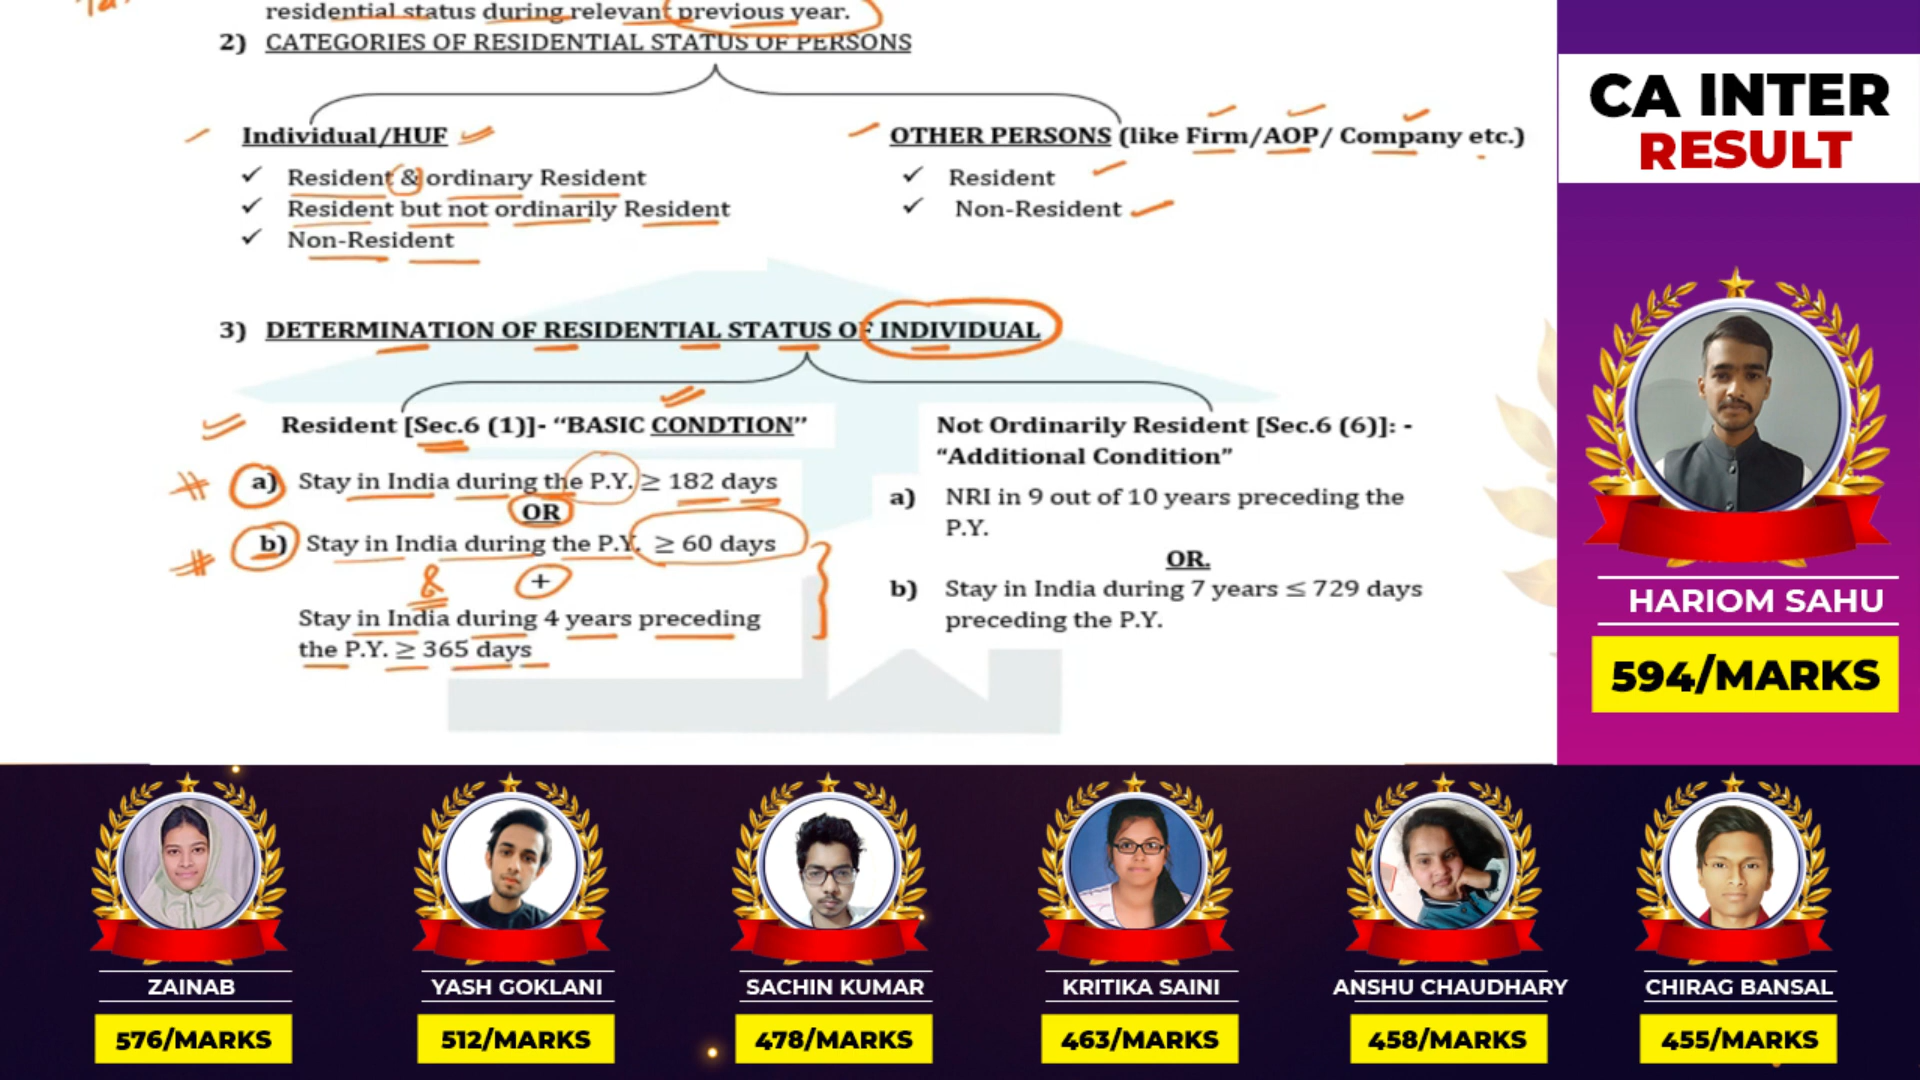 residential status during relevant previous year.
2) CATEGORIES OF RESIDENTIAL STATUS OF PERSONS
Individual/HUF
✓ Resident & ordinary Resident
✓ Resident but not ordinarily Resident
✓ Non-Resident
OTHER PERSONS (like Firm/AOP/ Company etc.)
✓ Resident
✓ Non-Resident
3) DETERMINATION OF RESIDENTIAL STATUS OF INDIVIDUAL
Resident [Sec.6 (1)]- “BASIC CONDTION”
a) Stay in India during the P.Y. ≥ 182 days
OR
b) Stay in India during the P.Y. ≥ 60 days
& +
Stay in India during 4 years preceding
the P.Y. ≥ 365 days
Not Ordinarily Resident [Sec.6 (6)]: -
“Additional Condition”
a) NRI in 9 out of 10 years preceding the
P.Y.
OR.
b) Stay in India during 7 years ≤ 729 days
preceding the P.Y.
CA INTER
RESULT
HARIOM SAHU
594/MARKS
ZAINAB
576/MARKS
YASH GOKLANI
512/MARKS
SACHIN KUMAR
478/MARKS
KRITIKA SAINI
463/MARKS
ANSHU CHAUDHARY
458/MARKS
CHIRAG BANSAL
455/MARKS